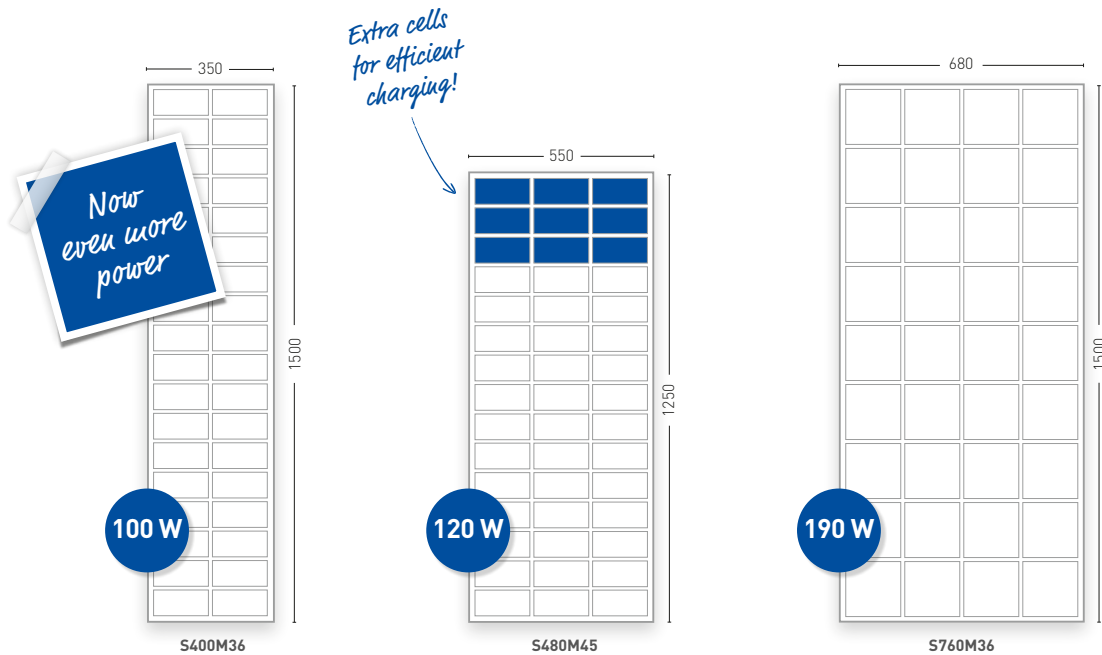 Extra cells
for efficient
charging!
350
680
550
Now
even more
power
1500
1250
1500
100 W
120 W
190 W
S400M36
S480M45
S760M36